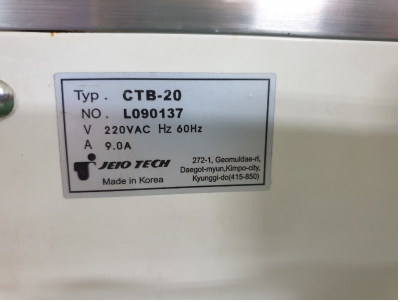 Typ. CTB-20
NO. L090137
V 220VAC Hz 60Hz
A 9.0A
JEIO TECH
Made in Korea
272-1, Geomuldae-ri,
Daegot-myun,Kimpo-city,
Kyunggi-do(415-850)